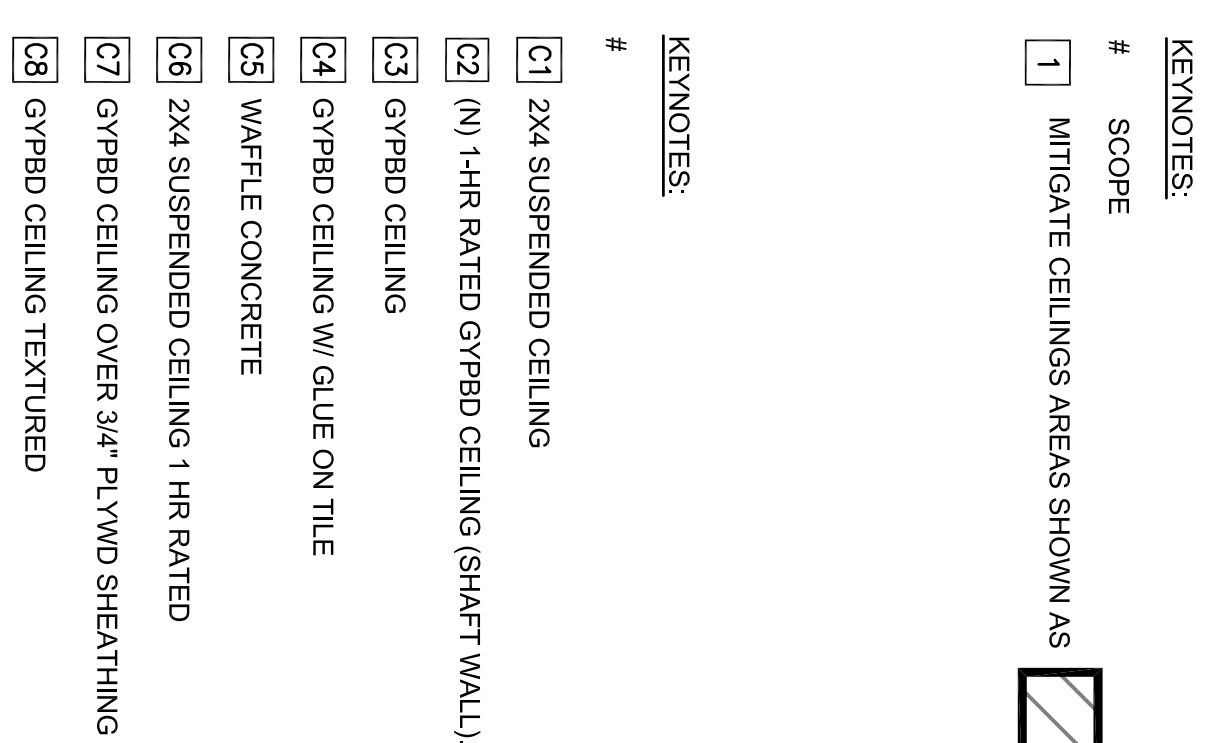 KEYNOTES:
# SCOPE
1 MITIGATE CEILINGS AREAS SHOWN AS
KEYNOTES:
#
C1 2X4 SUSPENDED CEILING
C2 (N) 1-HR RATED GYPBD CEILING (SHAFT WALL).
C3 GYPBD CEILING
C4 GYPBD CEILING W/ GLUE ON TILE
C5 WAFFLE CONCRETE
C6 2X4 SUSPENDED CEILING 1 HR RATED
C7 GYPBD CEILING OVER 3/4" PLYWD SHEATHING
C8 GYPBD CEILING TEXTURED